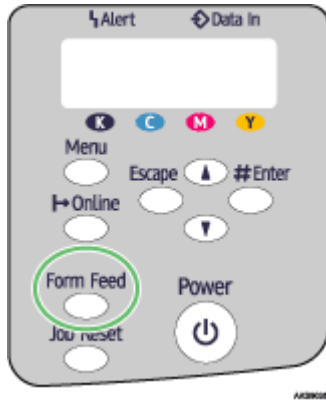 Alert Data In
K C M Y
Menu
Escape #Enter
Online
Form Feed
Power
Job Reset